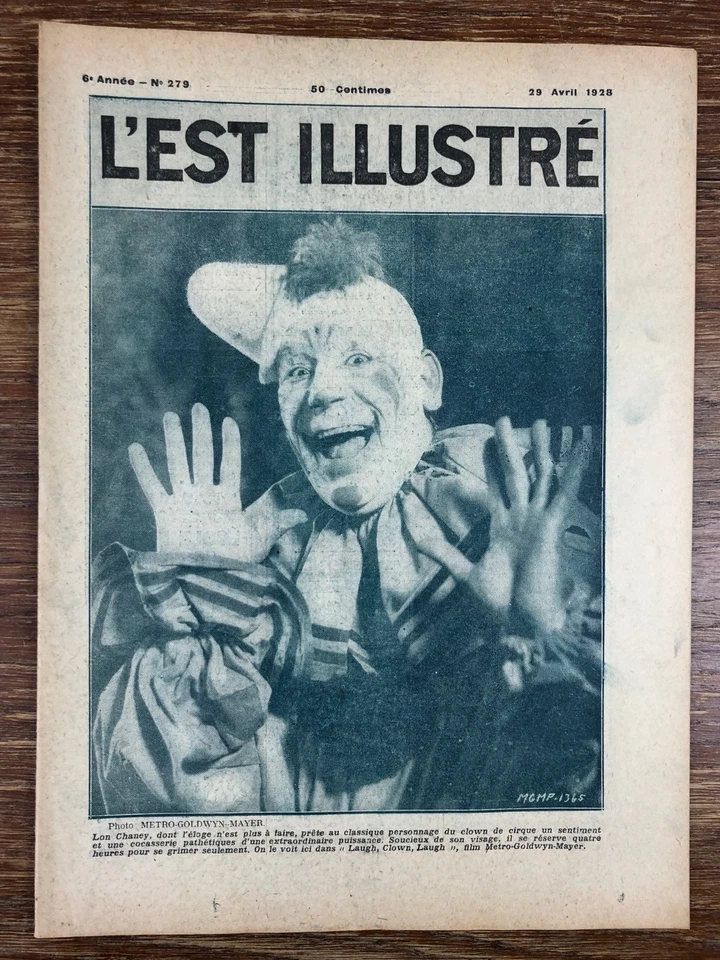 6e Année — No 279
50 Centimes
29 Avril 1928
L'EST ILLUSTRÉ
MGMP-1365
Photo METRO-GOLDWYN-MAYER
Lon Chaney, dont l'éloge n'est plus à faire, prête au classique personnage du clown de cirque un sentiment
et une cocasserie pathétiques d'une extraordinaire puissance. Soucieux de son visage, il se réserve quatre
heures pour se grimer seulement. On le voit ici dans « Laugh, Clown, Laugh », film Metro-Goldwyn-Mayer.